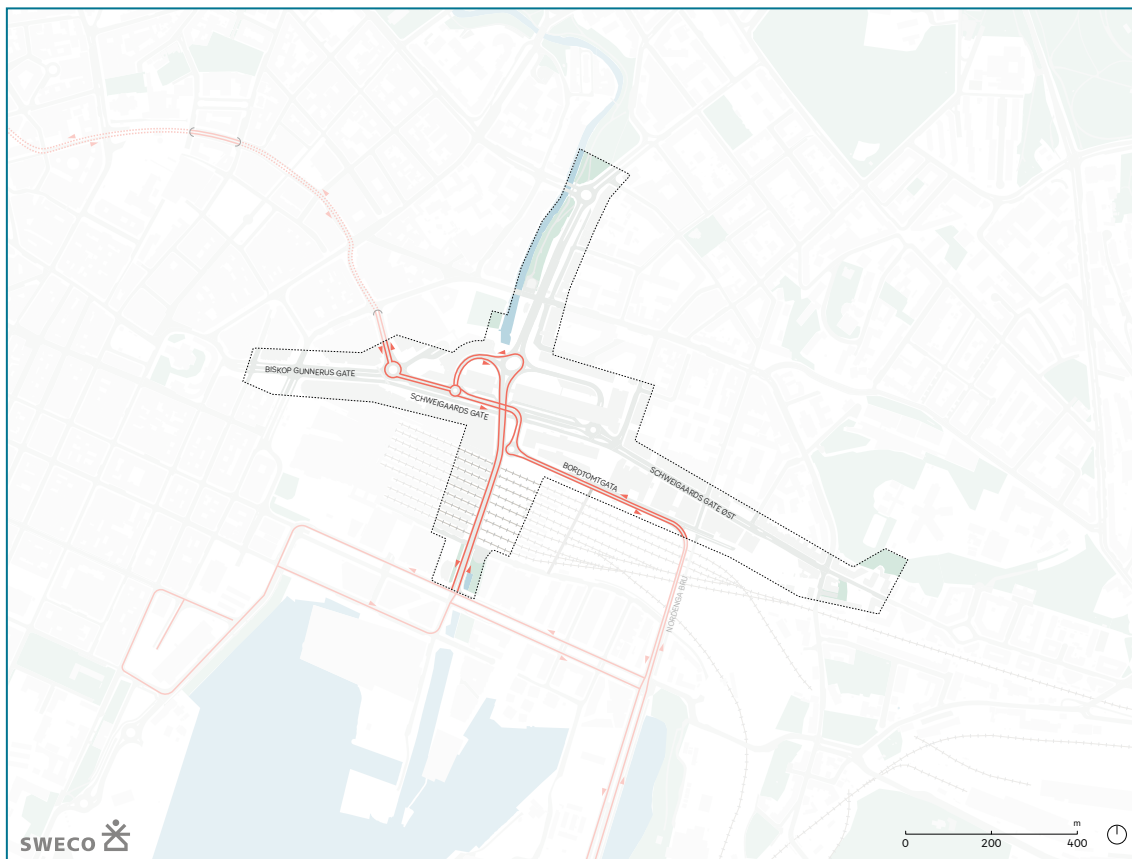 BISKOP GUNNERUS GATE
SCHWEIGAARDS GATE
BORDTOMTGATA
SCHWEIGAARDS GATE ØST
NORDENGA BRU
SWECO
m
0 200 400